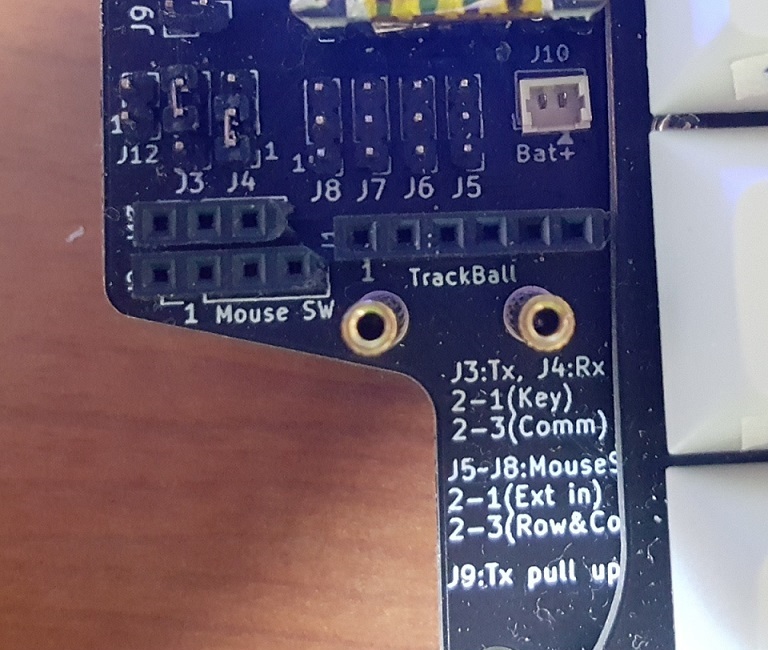 J9
J10
1
J12
J3
J4
1
1
J8
J7
J6
J5
Bat+
1
TrackBall
1 Mouse SW
J3:Tx, J4:Rx
2-1(Key)
2-3(Comm)
J5-J8:MouseS
2-1(Ext in)
2-3(Row&Co
J9:Tx pull up